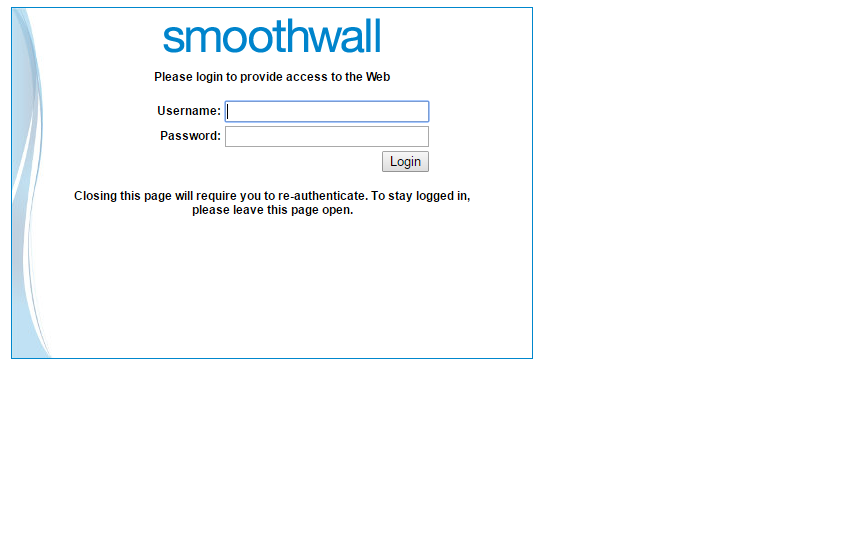 smoothwall
Please login to provide access to the Web
Username:
Password:
Login
Closing this page will require you to re-authenticate. To stay logged in,
please leave this page open.